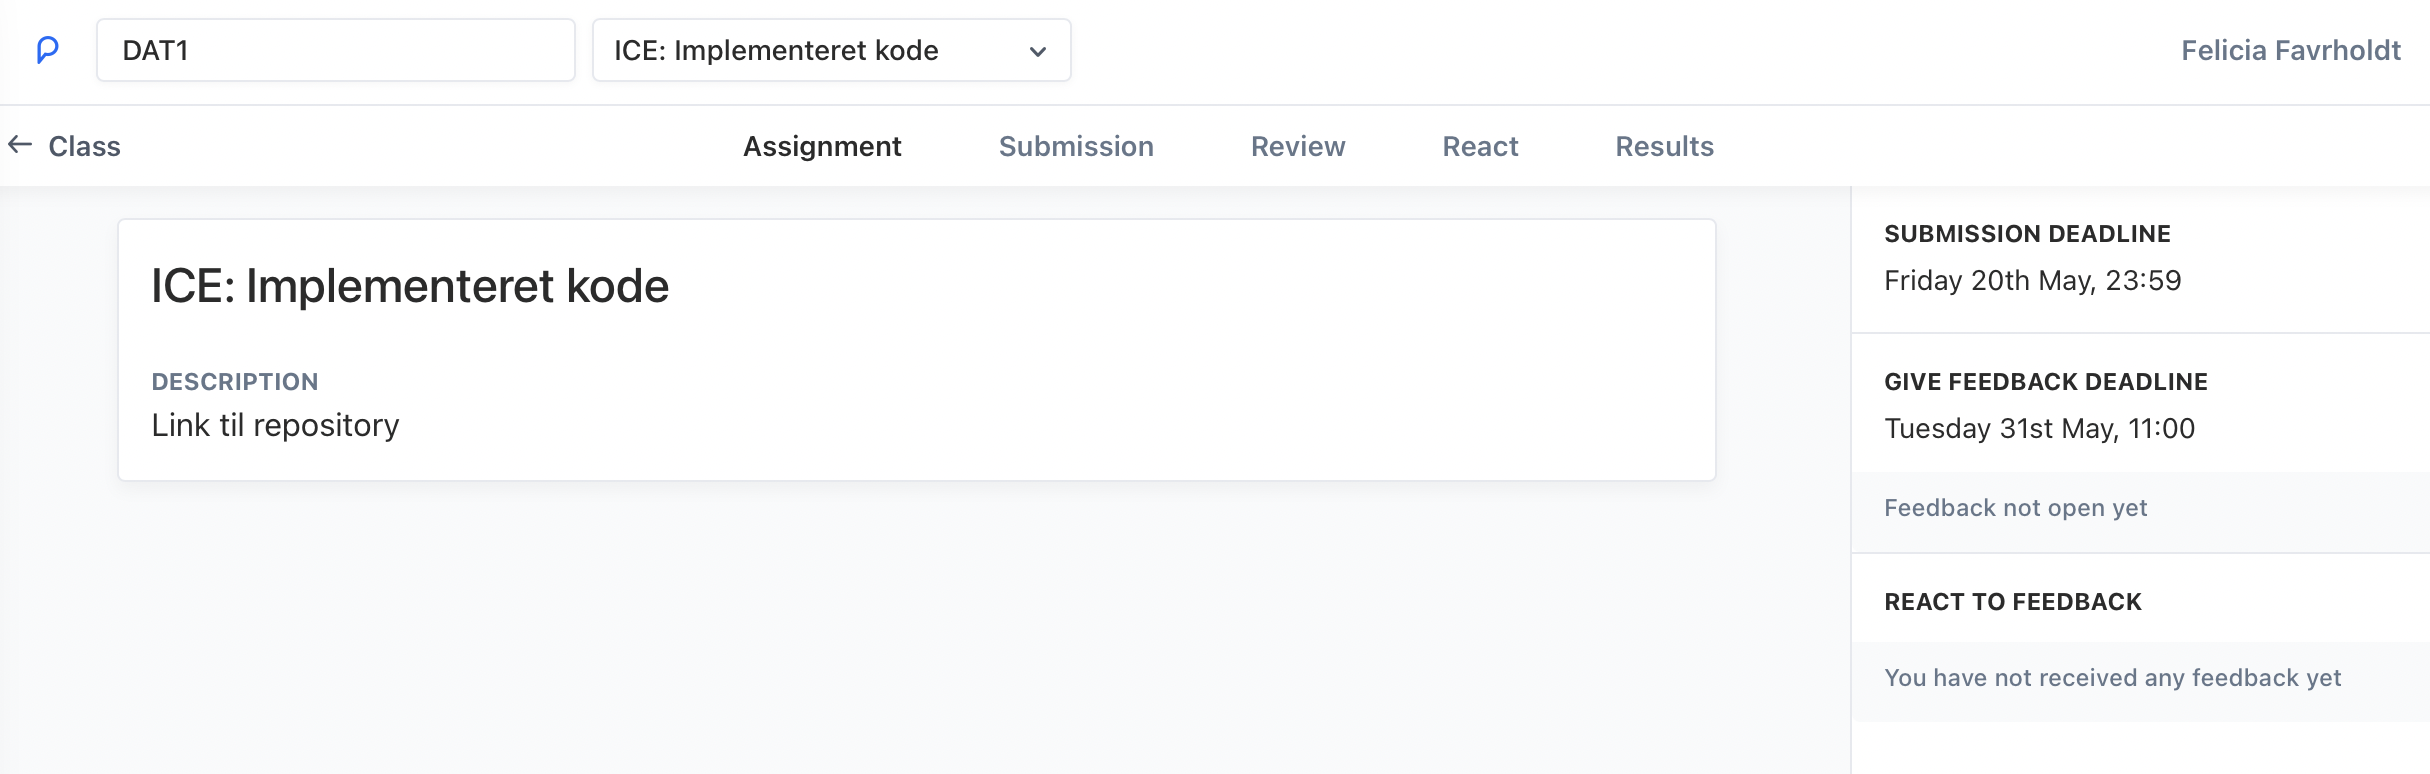 DAT1
ICE: Implementeret kode
Felicia Favrholdt
Class
Assignment
Submission
Review
React
Results
ICE: Implementeret kode
DESCRIPTION
Link til repository
SUBMISSION DEADLINE
Friday 20th May, 23:59
GIVE FEEDBACK DEADLINE
Tuesday 31st May, 11:00
Feedback not open yet
REACT TO FEEDBACK
You have not received any feedback yet